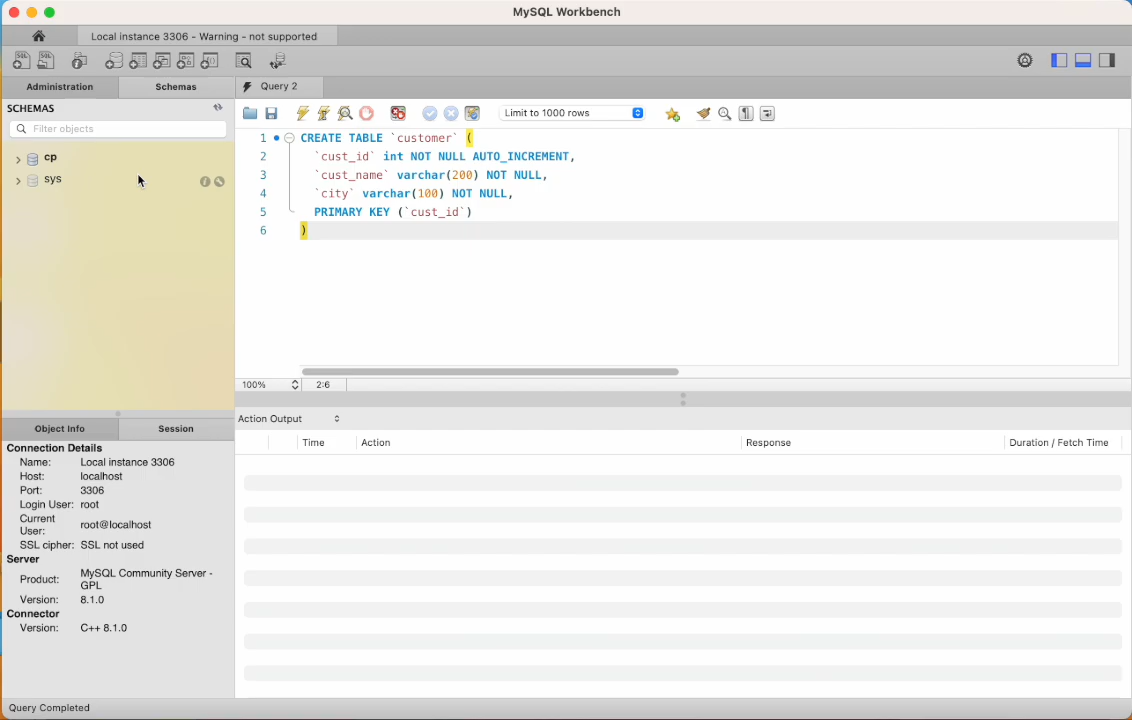 MySQL Workbench
Local instance 3306 - Warning - not supported
Administration
Schemas
Query 2
SCHEMAS
Filter objects
cp
sys
Limit to 1000 rows
1 CREATE TABLE `customer` (
2 `cust_id` int NOT NULL AUTO_INCREMENT,
3 `cust_name` varchar(200) NOT NULL,
4 `city` varchar(100) NOT NULL,
5 PRIMARY KEY (`cust_id`)
6 )
100%
2:6
Action Output
Time
Action
Response
Duration / Fetch Time
Object Info
Session
Connection Details
Name: Local instance 3306
Host: localhost
Port: 3306
Login User: root
Current User: root@localhost
SSL cipher: SSL not used
Server
Product: MySQL Community Server - GPL
Version: 8.1.0
Connector
Version: C++ 8.1.0
Query Completed